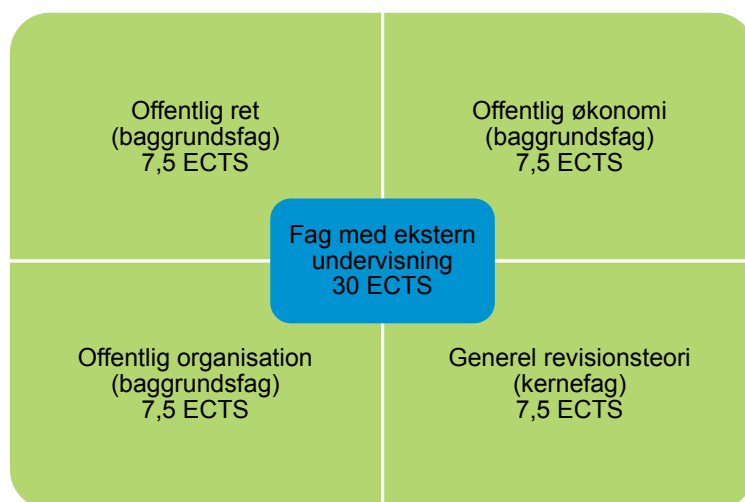 Offentlig ret
(baggrundsfag)
7,5 ECTS
Offentlig økonomi
(baggrundsfag)
7,5 ECTS
Fag med ekstern
undervisning
30 ECTS
Offentlig organisation
(baggrundsfag)
7,5 ECTS
Generel revisionsteori
(kernefag)
7,5 ECTS